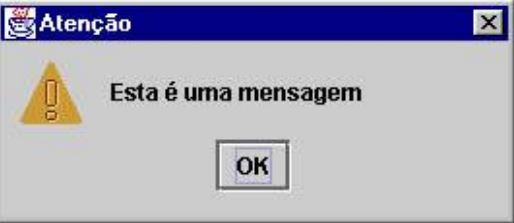 Atenção
Esta é uma mensagem
OK